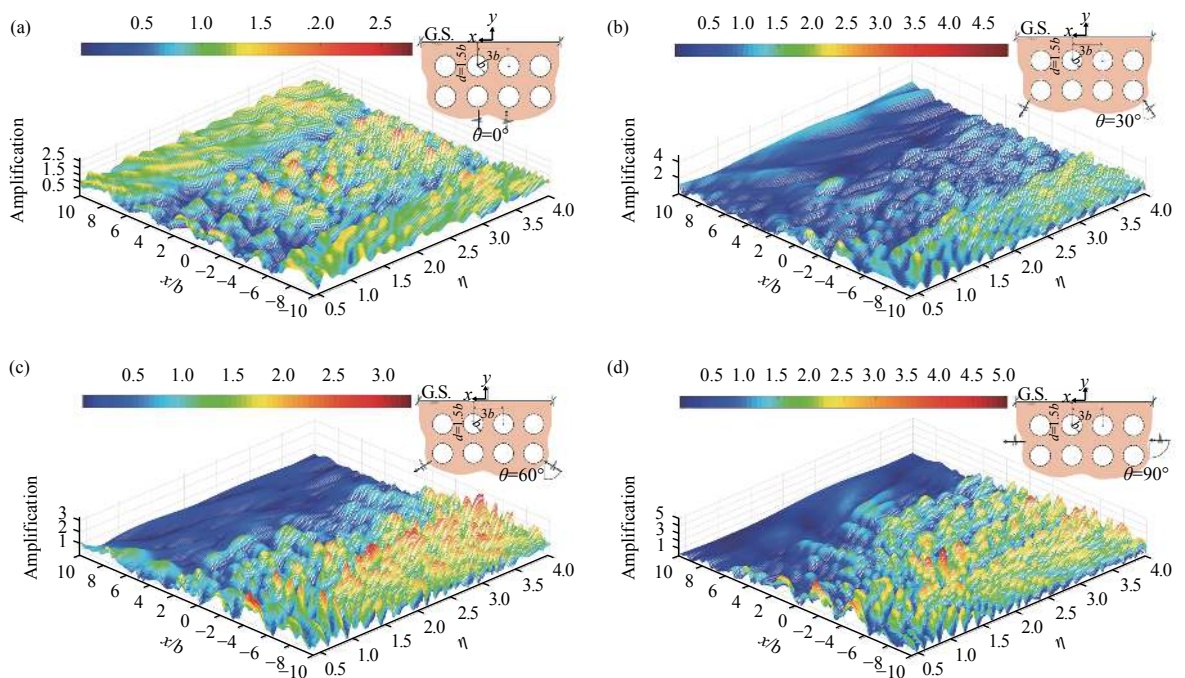 (a)
0.5 1.0 1.5 2.0 2.5
G.S. x y
d=1.5b 3b
θ=0°
Amplification
2.5
1.5
0.5
10 8 6 4 2 0 −2 −4 −6 −8 −10
x/b
0.5 1.0 1.5 2.0 2.5 3.0 3.5 4.0
η
(b)
0.5 1.0 1.5 2.0 2.5 3.0 3.5 4.0 4.5
G.S. x y
d=1.5b 3b
θ=30°
Amplification
4
2
10 8 6 4 2 0 −2 −4 −6 −8 −10
x/b
0.5 1.0 1.5 2.0 2.5 3.0 3.5 4.0
η
(c)
0.5 1.0 1.5 2.0 2.5 3.0
G.S. x y
d=1.5b 3b
θ=60°
Amplification
3
2
1
10 8 6 4 2 0 −2 −4 −6 −8 −10
x/b
0.5 1.0 1.5 2.0 2.5 3.0 3.5 4.0
η
(d)
0.5 1.0 1.5 2.0 2.5 3.0 3.5 4.0 4.5 5.0
G.S. x y
d=1.5b 3b
θ=90°
Amplification
5
3
1
10 8 6 4 2 0 −2 −4 −6 −8 −10
x/b
0.5 1.0 1.5 2.0 2.5 3.0 3.5 4.0
η